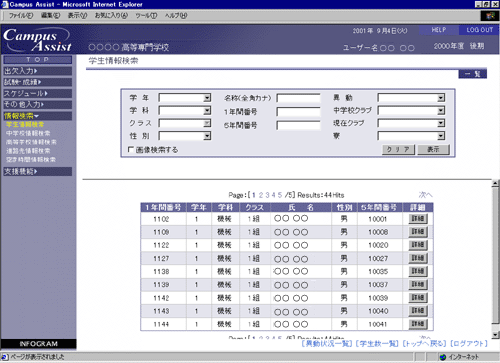 Campus Assist - Microsoft Internet Explorer
ファイル(F) 編集(E) 表示(V) お気に入り(A) ツール(T) ヘルプ(H)
Campus Assist
2001年 9月4日(火) HELP LOG OUT
○○○○高等専門学校 ユーザー名○○ ○○ 2000年度 後期
TOP
出欠入力
試験・成績
スケジュール
その他入力
情報検索
学生情報検索
中学校情報検索
高等学校情報検索
進路先情報検索
空き時間情報検索
支援機能
学生情報検索
一覧
学年 名称(全角カナ) 異動
学科 1年間番号 中学校クラブ
クラス 5年間番号 現在クラブ
性別 寮
画像検索する クリア 表示
Page:[1 2 3 4 5 /5] Results:44Hits 次へ
1年間番号 学年 学科 クラス 氏 名 性別 5年間番号 詳細
1102 1 機械 1組 ○○ ○○ 男 10001 詳細
1109 1 機械 1組 ○○ ○○ 男 10008 詳細
1122 1 機械 1組 ○○ ○○ 男 10020 詳細
1127 1 機械 1組 ○○ ○○ 男 10027 詳細
1138 1 機械 1組 ○○ ○○ 男 10035 詳細
1139 1 機械 1組 ○○ ○○ 男 10037 詳細
1142 1 機械 1組 ○○ ○○ 男 10039 詳細
1143 1 機械 1組 ○○ ○○ 男 10040 詳細
1144 1 機械 1組 ○○ ○○ 男 10041 詳細
Page:[1 2 3 4 5 /5] Results:44Hits 次へ
[異動状況一覧] [学生数一覧] [トップへ戻る] [ログアウト]
INFOGRAM
ページが表示されました インターネット